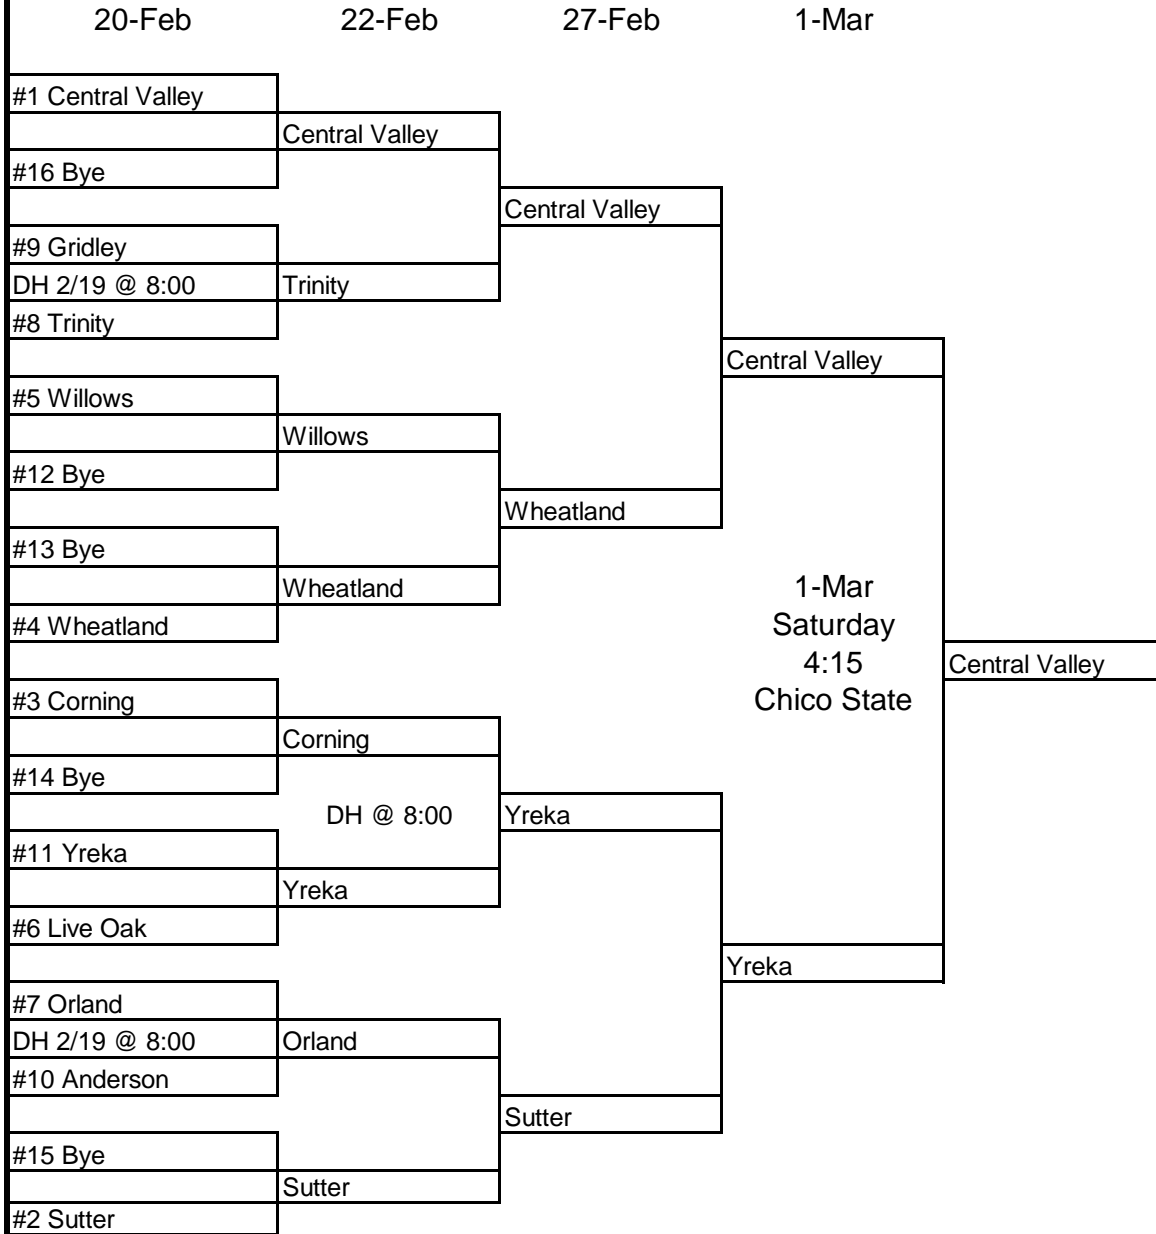 20-Feb 22-Feb 27-Feb 1-Mar
#1 Central Valley
Central Valley
#16 Bye
Central Valley
#9 Gridley
DH 2/19 @ 8:00 Trinity
#8 Trinity
Central Valley
#5 Willows
Willows
#12 Bye
Wheatland
#13 Bye
Wheatland 1-Mar
#4 Wheatland Saturday
4:15 Central Valley
#3 Corning Chico State
Corning
#14 Bye
DH @ 8:00 Yreka
#11 Yreka
Yreka
#6 Live Oak
Yreka
#7 Orland
DH 2/19 @ 8:00 Orland
#10 Anderson
Sutter
#15 Bye
Sutter
#2 Sutter